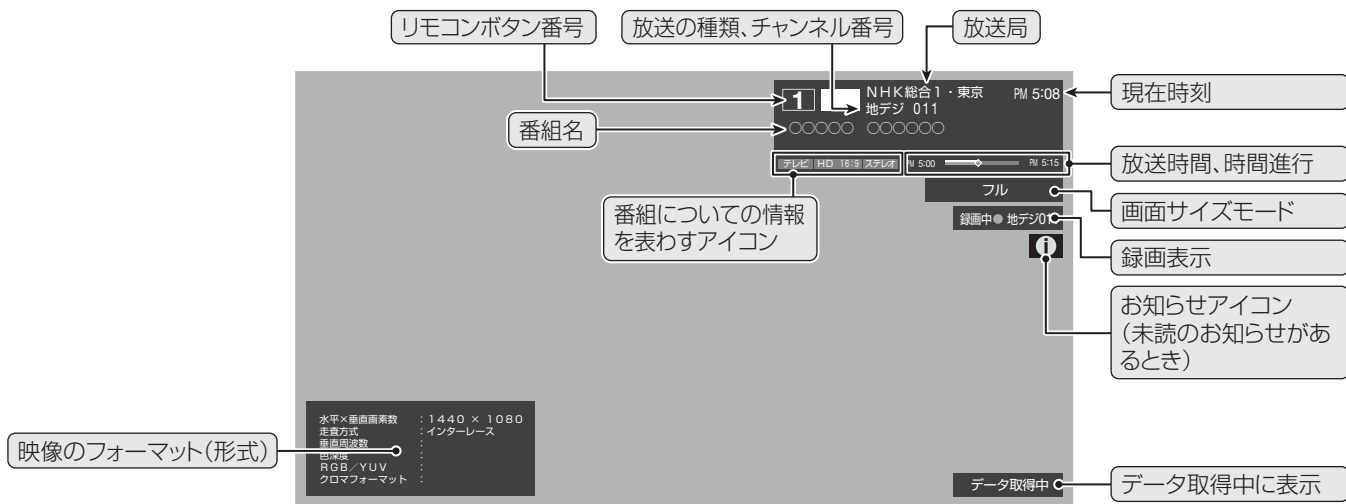 リモコンボタン番号
放送の種類、チャンネル番号
放送局
1
NHK総合1・東京
PM 5:08
地デジ 011
現在時刻
番組名
○○○○○ ○○○○○○
テレビ HD 16:9 ステレオ
PM 5:00
PM 5:15
放送時間、時間進行
フル
画面サイズモード
番組についての情報
を表わすアイコン
録画中● 地デジ01
録画表示
i
お知らせアイコン
(未読のお知らせがあ
るとき)
水平×垂直画素数 :1440 × 1080
走査方式 :インターレース
垂直周波数 :
色深度 :
RGB/YUV :
クロマフォーマット :
映像のフォーマット(形式)
データ取得中
データ取得中に表示